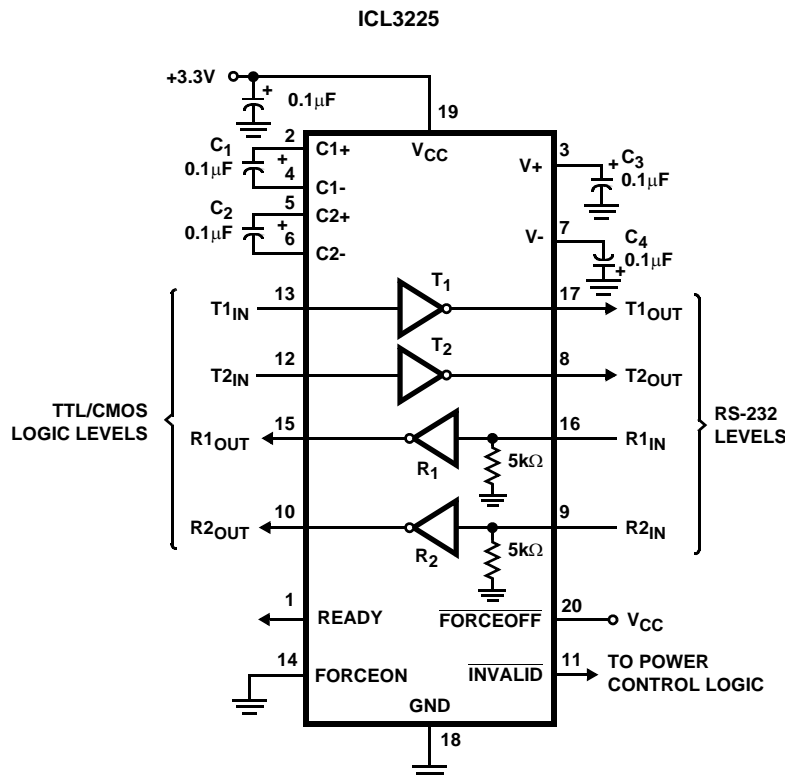 ICL3225
+3.3V
+
0.1µF
19
2
C1+
VCC
3
C1
0.1µF
+
4
C1-
V+
+
C3
0.1µF
5
C2+
C2
0.1µF
+
6
C2-
7
V-
C4
0.1µF
+
T1
T1IN
13
17
T1OUT
T2
T2IN
12
8
T2OUT
TTL/CMOS
LOGIC LEVELS
RS-232
LEVELS
R1OUT
15
16
R1IN
R1
5kΩ
R2OUT
10
9
R2IN
R2
5kΩ
1
READY
FORCEOFF
20
VCC
14
FORCEON
INVALID
11
TO POWER
CONTROL LOGIC
GND
18